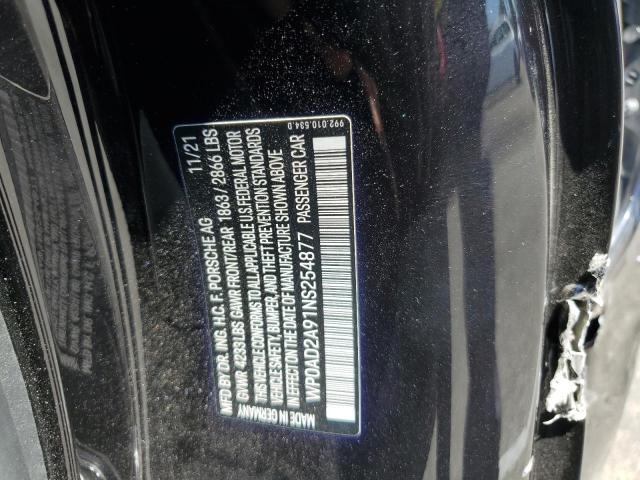 MFD BY DR. ING. H.C. F. PORSCHE AG 11/21
GVWR 4233 LBS GAWR FRONT/REAR 1863 / 2866 LBS
THIS VEHICLE CONFORMS TO ALL APPLICABLE U.S. FEDERAL MOTOR
VEHICLE SAFETY, BUMPER, AND THEFT PREVENTION STANDARDS
IN EFFECT ON THE DATE OF MANUFACTURE SHOWN ABOVE
WP0AD2A91NS254877 PASSENGER CAR
MADE IN GERMANY 992.010.534.D